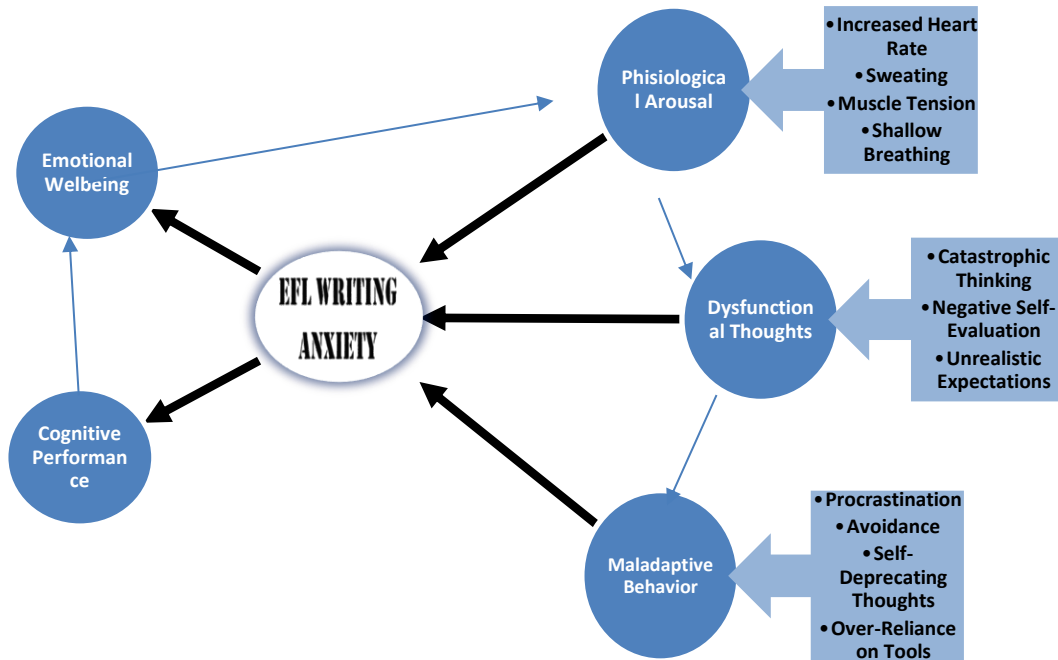 •Increased Heart
Rate
•Sweating
•Muscle Tension
•Shallow
Breathing
Phisiologica
l Arousal
Emotional
Welbeing
EFL WRITING
ANXIETY
Dysfunction
al Thoughts
•Catastrophic
Thinking
•Negative Self-
Evaluation
•Unrealistic
Expectations
Cognitive
Performan
ce
Maladaptive
Behavior
•Procrastination
•Avoidance
•Self-
Deprecating
Thoughts
•Over-Reliance
on Tools